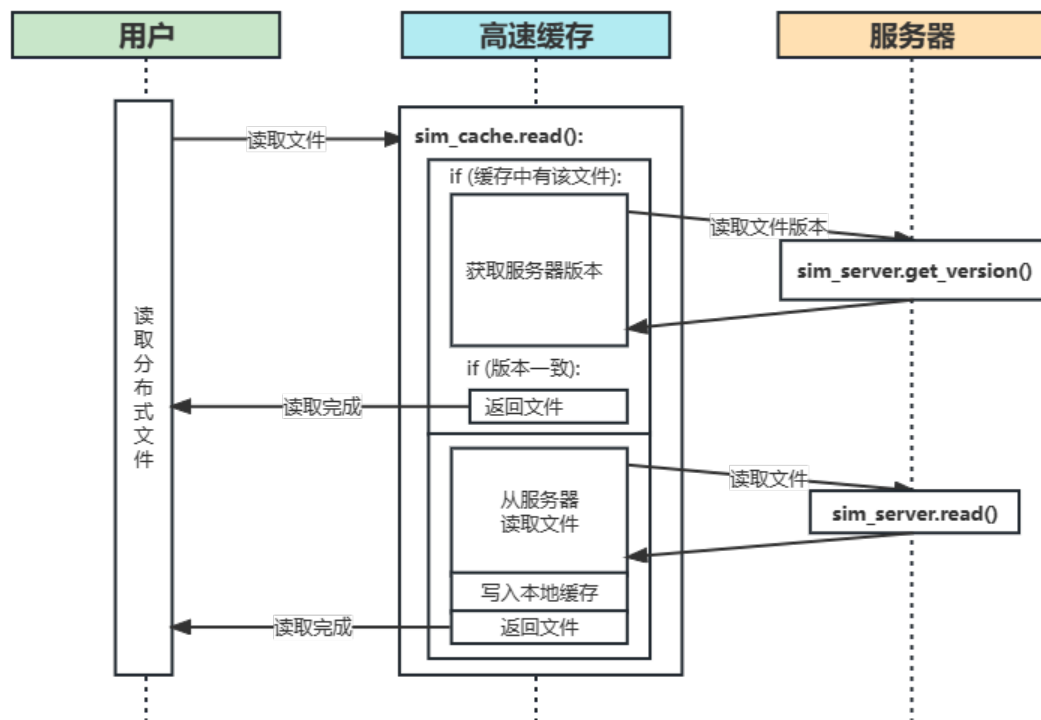 用户
高速缓存
服务器
读取文件
sim_cache.read():
if (缓存中有该文件):
读取文件版本
获取服务器版本
sim_server.get_version()
读
取
分
布
式
文
件
if (版本一致):
读取完成
返回文件
读取文件
从服务器
读取文件
sim_server.read()
写入本地缓存
读取完成
返回文件